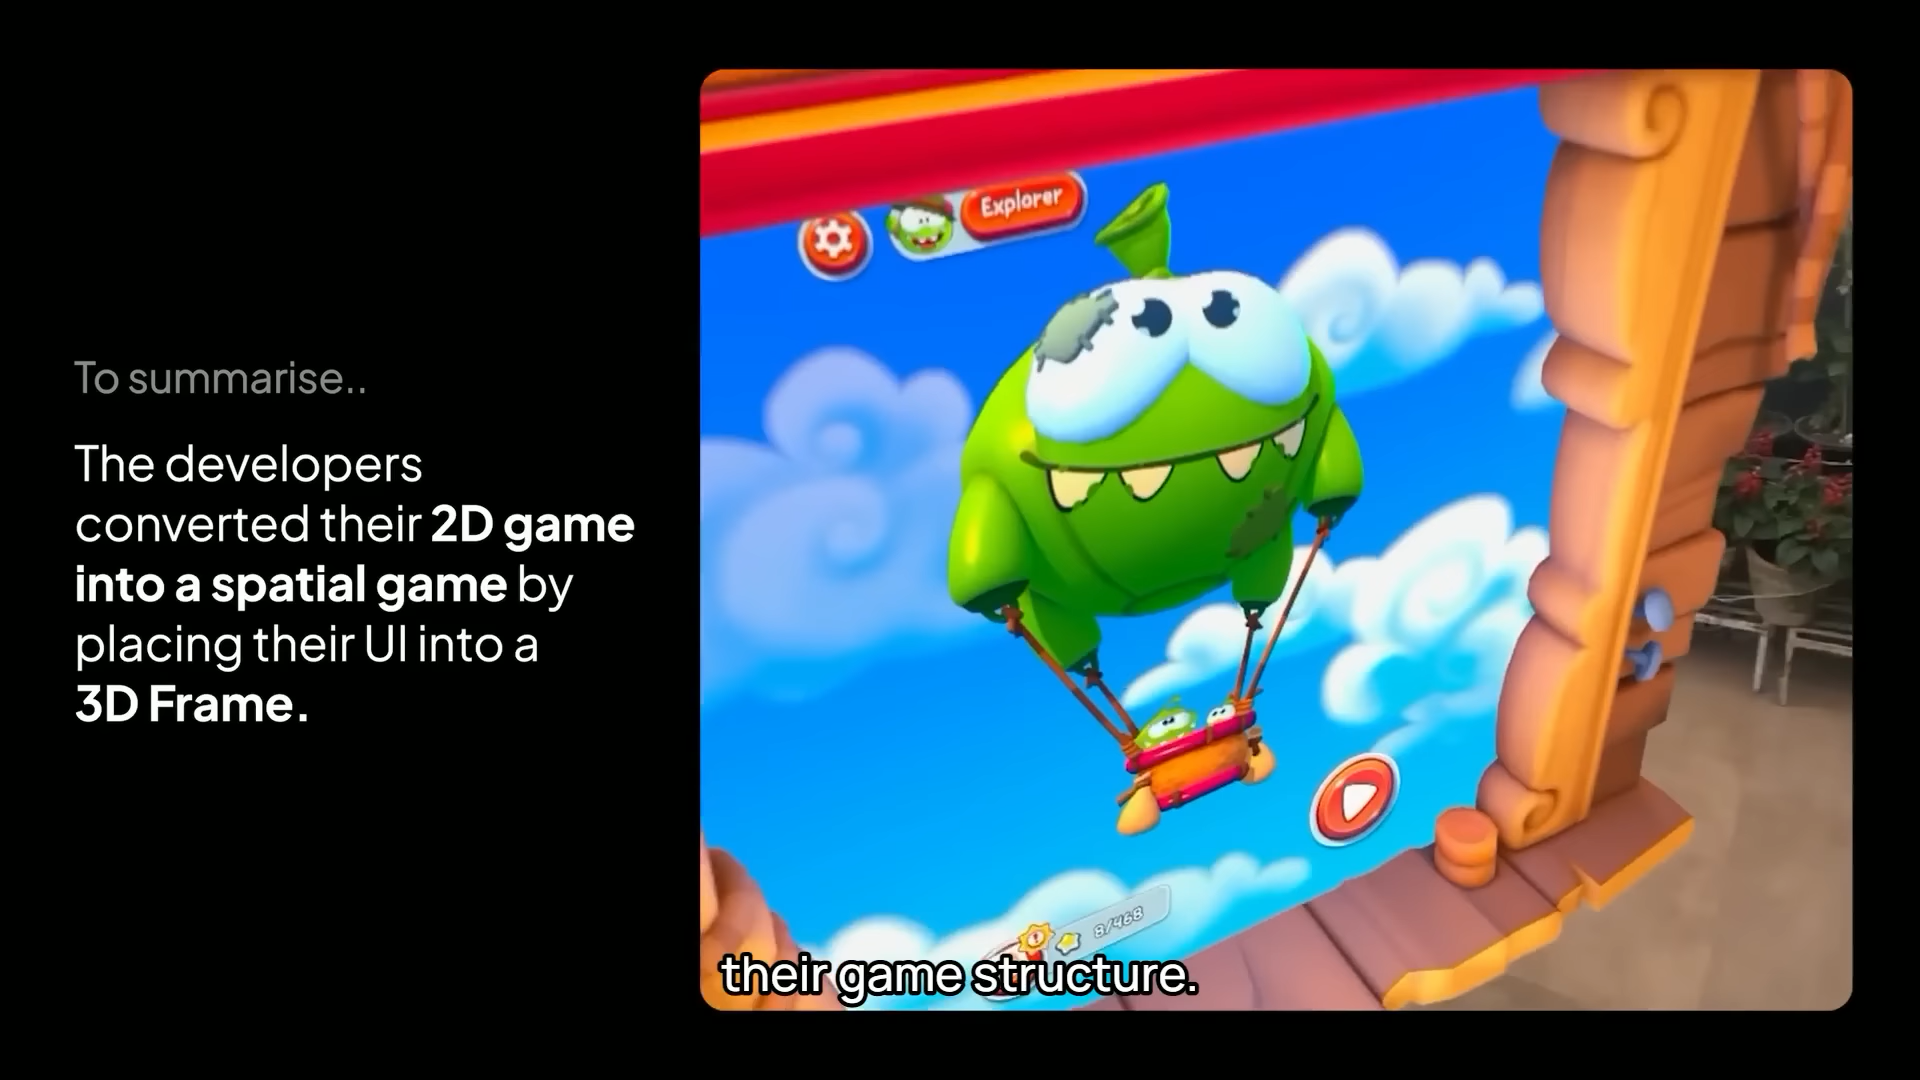 To summarise..
The developers
converted their 2D game
into a spatial game by
placing their UI into a
3D Frame.
Explorer
8/468
their game structure.